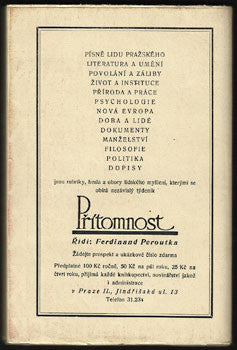 PÍSNĚ LIDU PRAŽSKÉHO
LITERATURA A UMĚNÍ
POVOLÁNÍ A ZÁLIBY
ŽIVOT A INSTITUCE
PŘÍRODA A PRÁCE
PSYCHOLOGIE
NOVÁ EVROPA
DOBA A LIDÉ
DOKUMENTY
MANŽELSTVÍ
FILOSOFIE
POLITIKA
DOPISY
jsou rubriky, hesla a obory lidského myšlení, kterými se
obírá nezávislý týdeník
Přítomnost
Řídí: Ferdinand Peroutka
Žádejte prospekt a ukázkové číslo zdarma
Předplatné 100 Kč ročně, 50 Kč na půl roku, 25 Kč na
čtvrt roku, přijímá každé knihkupectví, novinářství jakož
i administrace
v Praze II., Jindřišská ul. 13
Telefon 31.234